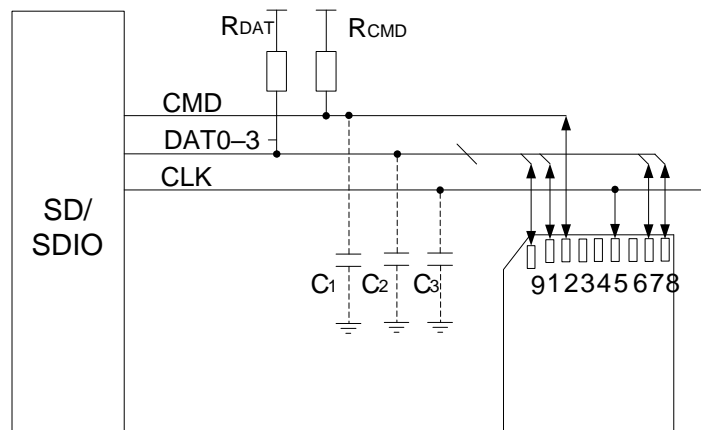 RDAT
RCMD
CMD
DAT0–3
CLK
SD/
SDIO
C1 C2 C3
912345678